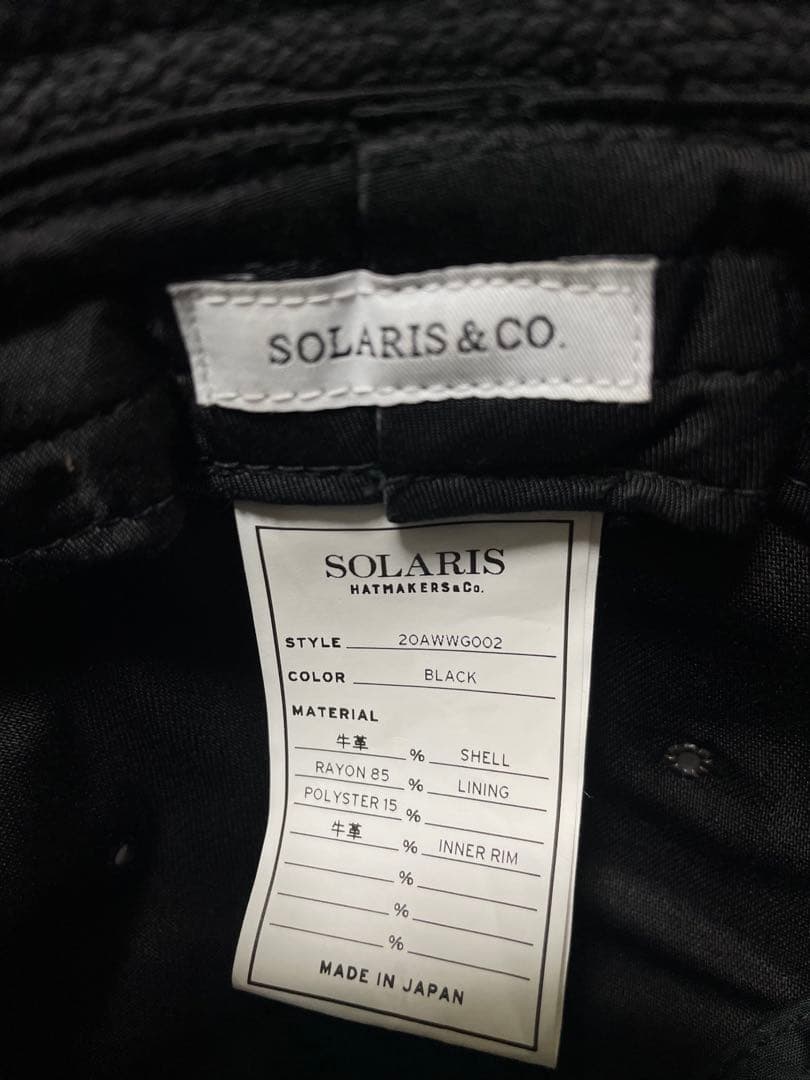 SOLARIS & CO.
SOLARIS
HATMAKERS&Co.
STYLE 20AWWG002
COLOR BLACK
MATERIAL
牛革 % SHELL
RAYON 85 % LINING
POLYSTER 15 %
牛革 % INNER RIM
%
%
%
MADE IN JAPAN